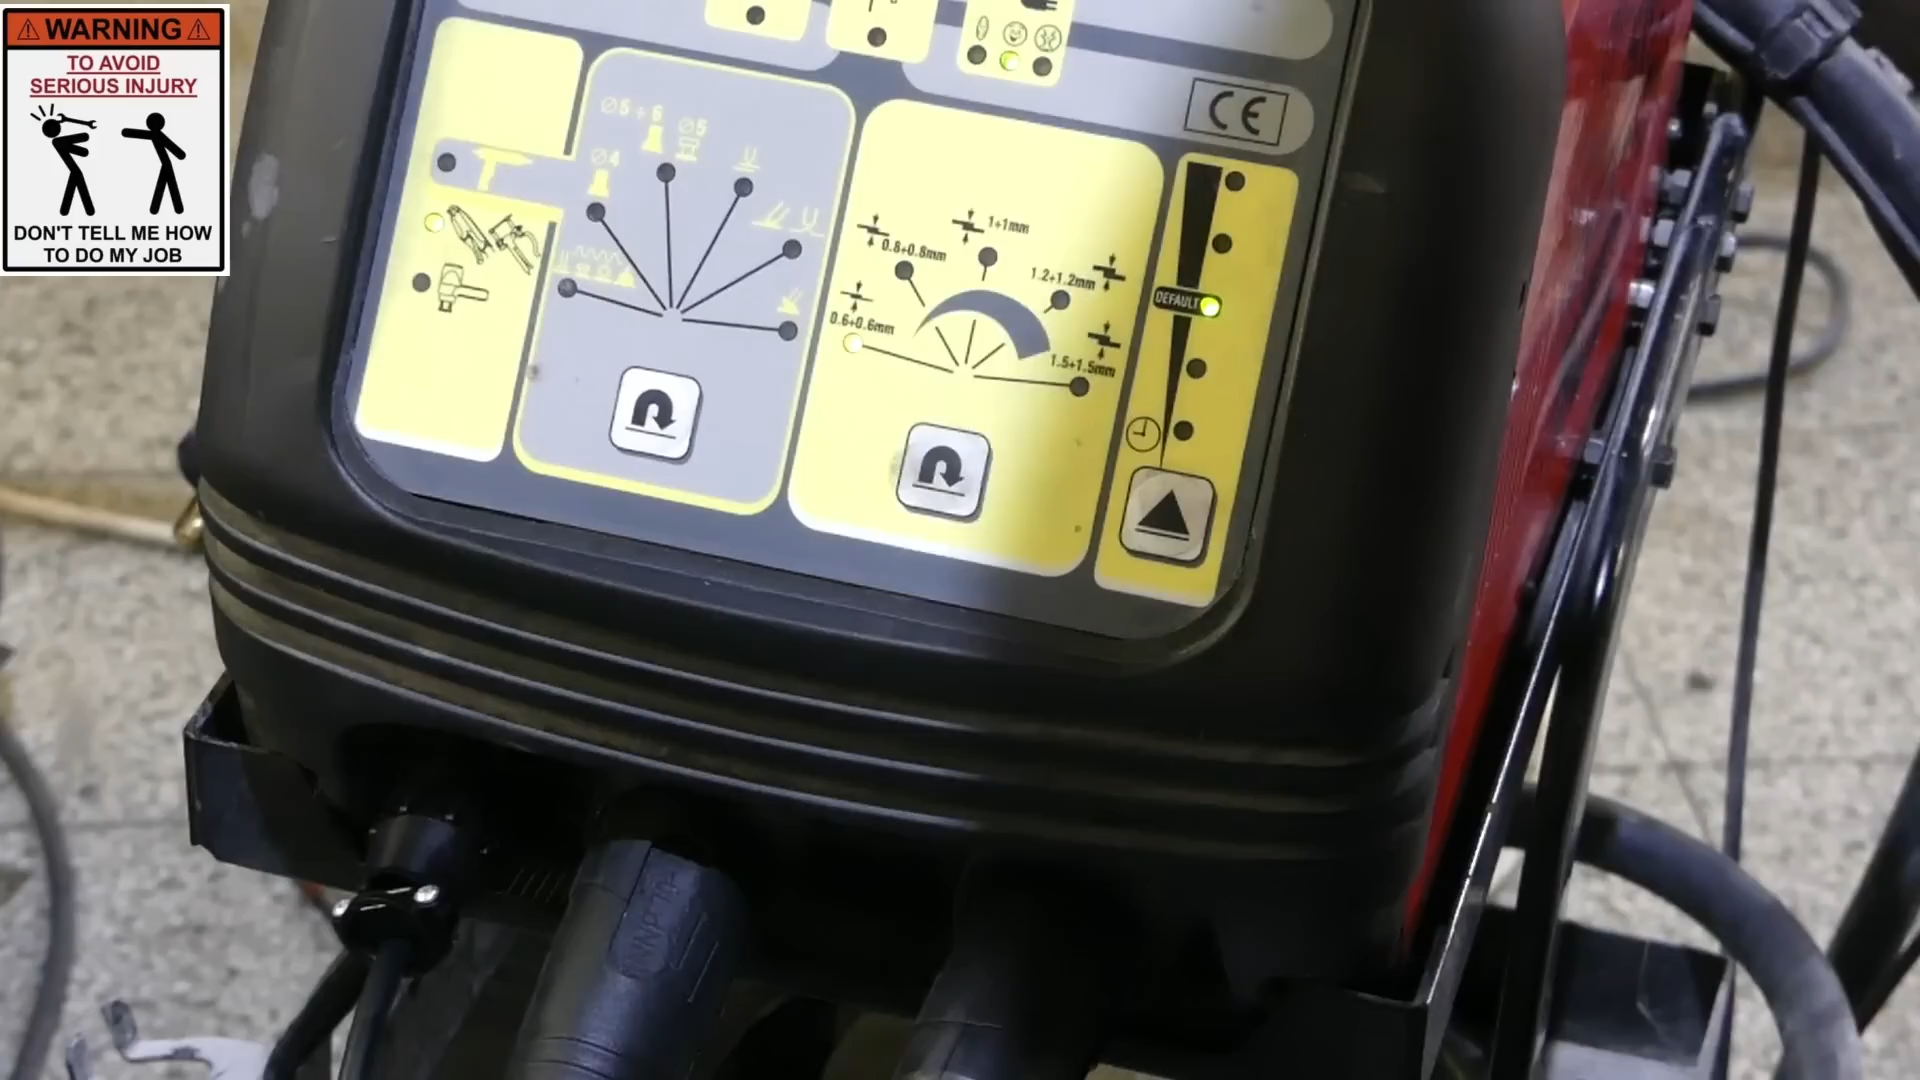 WARNING
TO AVOID
SERIOUS INJURY
DON'T TELL ME HOW
TO DO MY JOB
CE
Ø5+6
Ø5
Ø4
1+1mm
0.8+0.8mm
1.2+1.2mm
DEFAULT
0.6+0.6mm
1.5+1.5mm